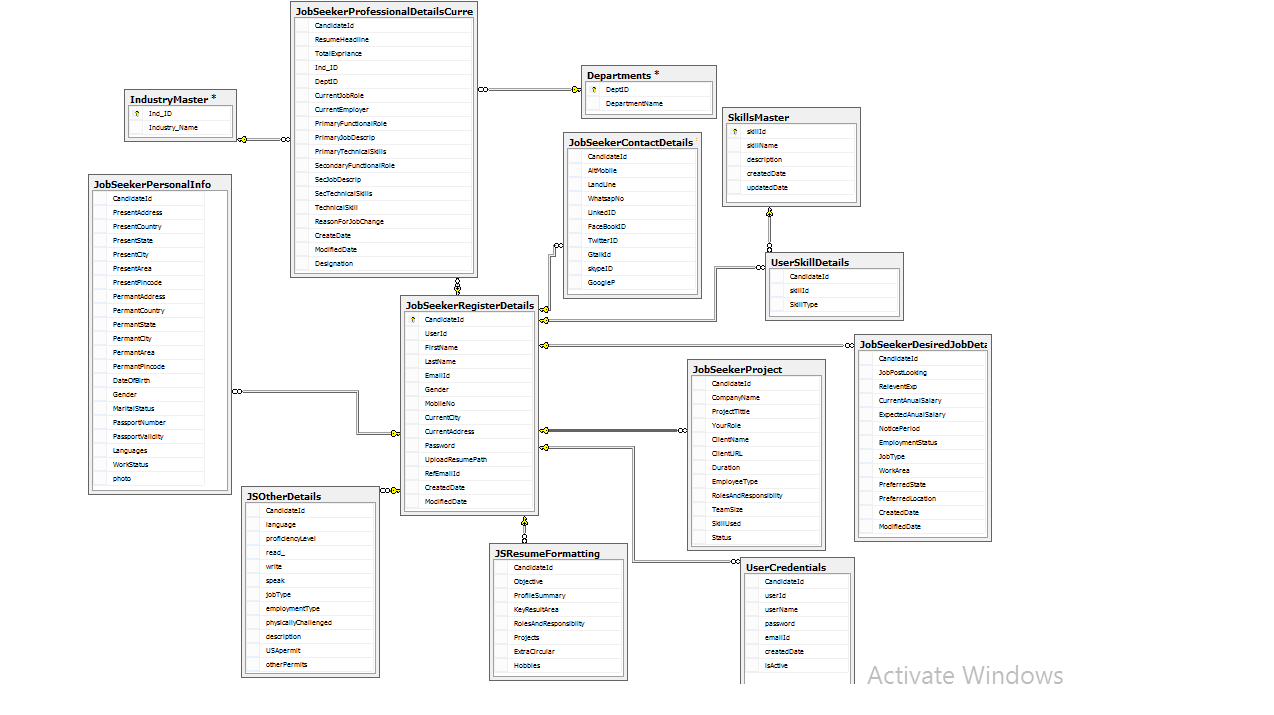 JobSeekerProfessionalDetailsCurre
CandidateId
ResumeHeadline
TotalExpriance
Ind_ID
DeptID
CurrentJobRole
CurrentEmployer
PrimaryFunctionalRole
PrimaryJobDescrip
PrimaryTechnicalSkills
SecondaryFunctionalRole
SecJobDescrip
SecTechnicalSkills
TechnicalSkill
ReasonForJobChange
CreateDate
ModifiedDate
Designation
IndustryMaster *
Ind_ID
Industry_Name
Departments *
DeptID
DepartmentName
SkillsMaster
skillId
skillName
description
createdDate
updatedDate
JobSeekerContactDetails
CandidateId
AltMobile
LandLine
WhatsapNo
LinkedID
FaceBookID
TwitterID
GtalkId
skypeID
GoogleP
JobSeekerPersonalInfo
CandidateId
PresentAddress
PresentCountry
PresentState
PresentCity
PresentArea
PresentPincode
PermantAddress
PermantCountry
PermantState
PermantCity
PermantArea
PermantPincode
DateOfBirth
Gender
MaritalStatus
PassportNumber
PassportValidity
Languages
WorkStatus
photo
UserSkillDetails
CandidateId
skillId
SkillType
JobSeekerRegisterDetails
CandidateId
UserId
FirstName
LastName
EmailId
Gender
MobileNo
CurrentCity
CurrentAddress
Password
UploadResumePath
RefEmailId
CreatedDate
ModifiedDate
JobSeekerDesiredJobDeta
CandidateId
JobPostLooking
ReleventExp
CurrentAnualSalary
ExpectedAnualSalary
NoticePeriod
EmploymentStatus
JobType
WorkArea
PreferredState
PreferredLocation
CreatedDate
ModifiedDate
JobSeekerProject
CandidateId
CompanyName
ProjectTittle
YourRole
ClientName
ClientURL
Duration
EmployeeType
RolesAndResponsiblity
TeamSize
SkillUsed
Status
JSOtherDetails
CandidateId
language
proficiencyLevel
read_
write
speak
jobType
employmentType
physicallyChallenged
description
USApermit
otherPermits
JSResumeFormatting
CandidateId
Objective
ProfileSummary
KeyResultArea
RolesAndResponsiblity
Projects
ExtraCircular
Hobbies
UserCredentials
CandidateId
userId
userName
password
emailId
createdDate
isActive
Activate Windows